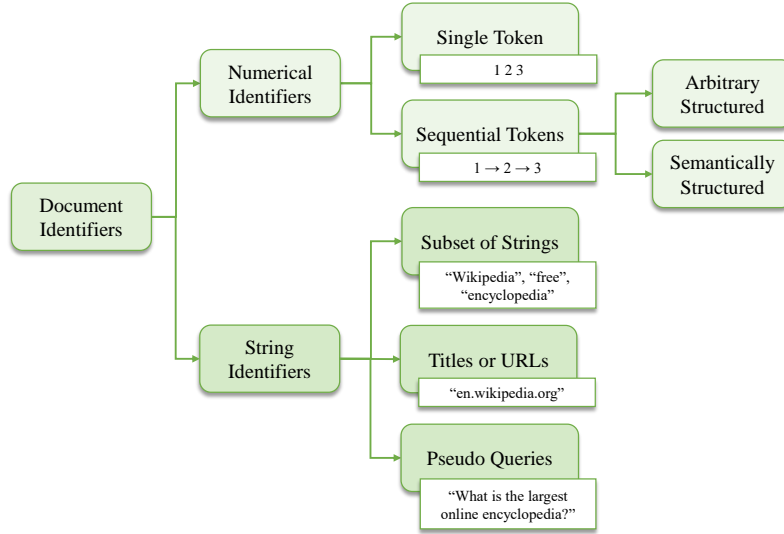 Document
Identifiers
Numerical
Identifiers
Single Token
1 2 3
Sequential Tokens
1 → 2 → 3
Arbitrary
Structured
Semantically
Structured
String
Identifiers
Subset of Strings
“Wikipedia”, “free”,
“encyclopedia”
Titles or URLs
“en.wikipedia.org”
Pseudo Queries
“What is the largest
online encyclopedia?”